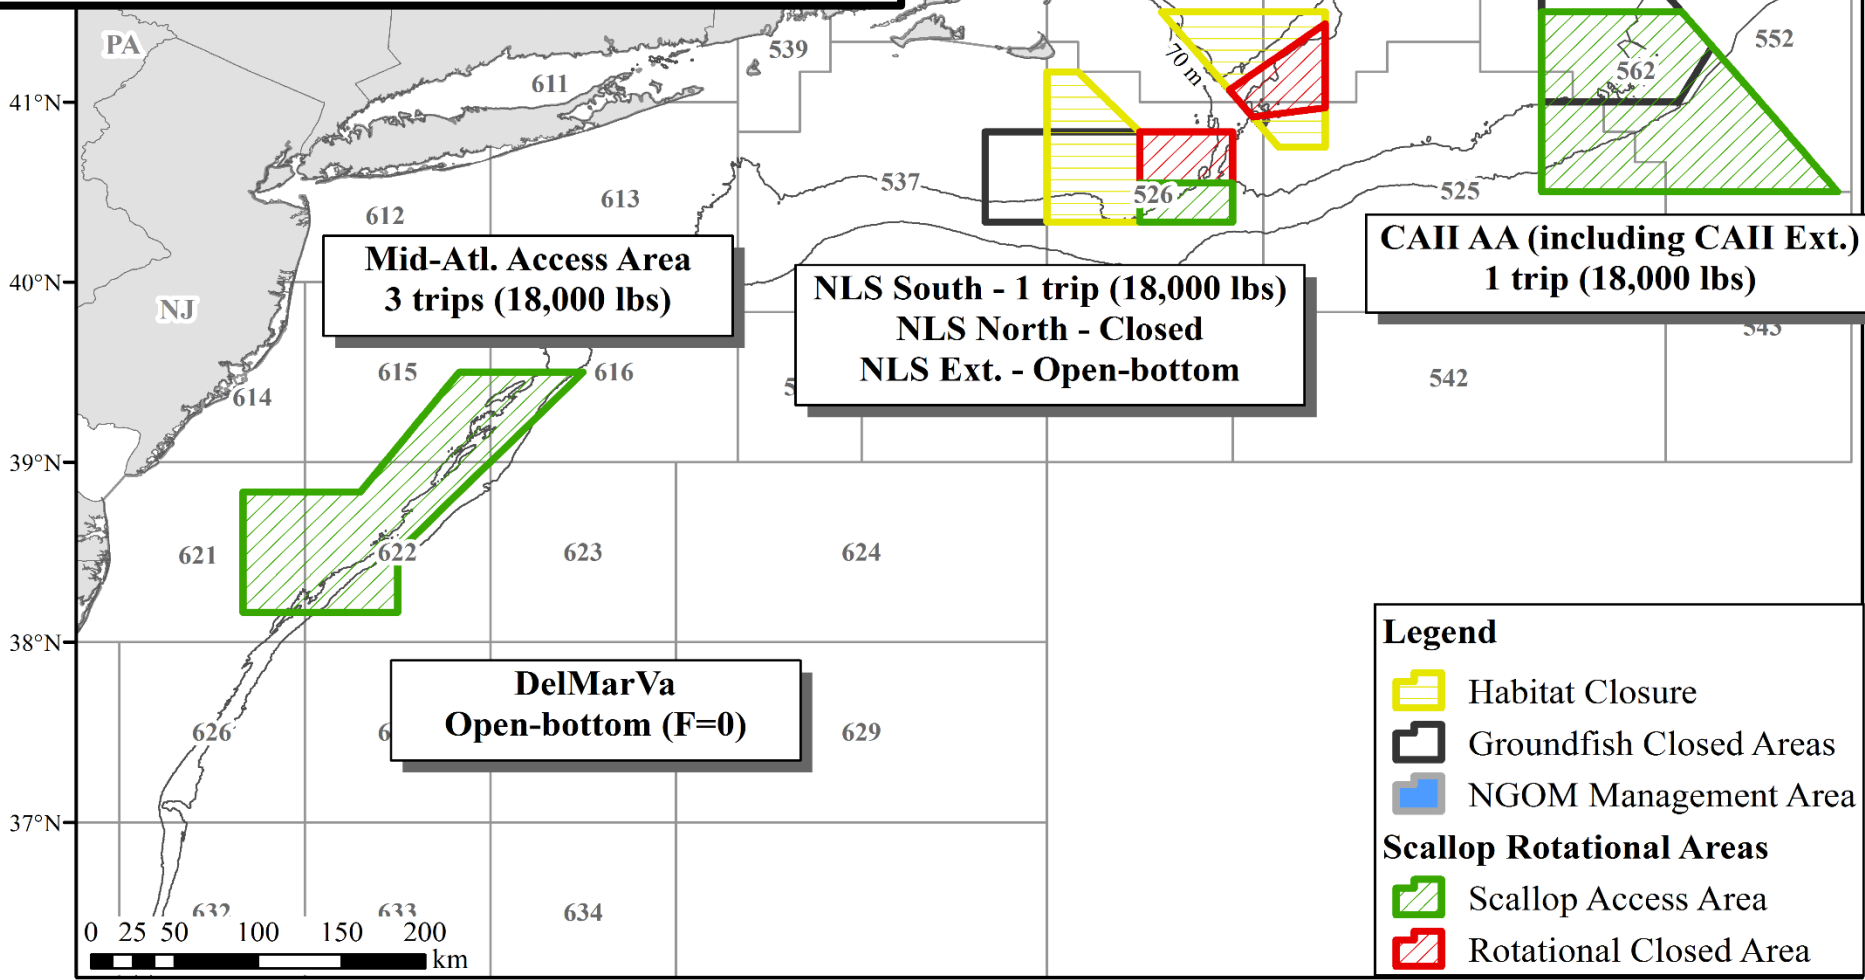 PA
539
552
70 m
562
611
41°N
537
526
525
613
612
Mid-Atl. Access Area
3 trips (18,000 lbs)
CAII AA (including CAII Ext.)
1 trip (18,000 lbs)
40°N
NJ
NLS South - 1 trip (18,000 lbs)
NLS North - Closed
NLS Ext. - Open-bottom
543
615
616
614
542
39°N
621
622
623
624
38°N
DelMarVa
Open-bottom (F=0)
626
629
37°N
632
633
634
0 25 50 100 150 200
km
Legend
Habitat Closure
Groundfish Closed Areas
NGOM Management Area
Scallop Rotational Areas
Scallop Access Area
Rotational Closed Area